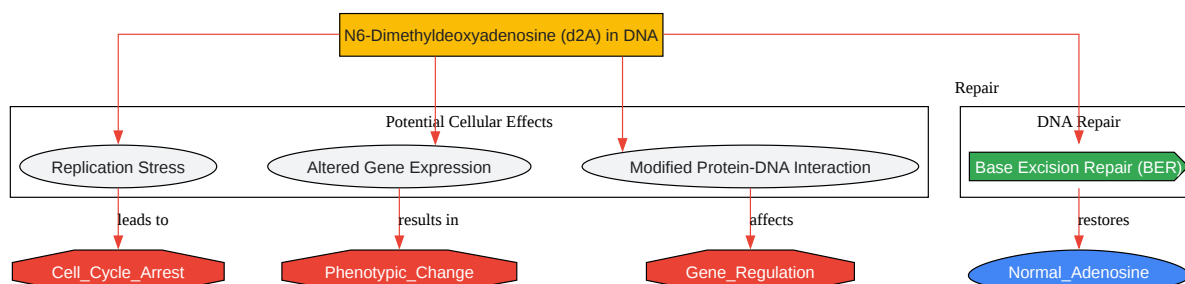 N6-Dimethyldeoxyadenosine (d2A) in DNA
Repair
Potential Cellular Effects
DNA Repair
Replication Stress
Altered Gene Expression
Modified Protein-DNA Interaction
Base Excision Repair (BER)
leads to
results in
affects
restores
Cell_Cycle_Arrest
Phenotypic_Change
Gene_Regulation
Normal_Adenosine